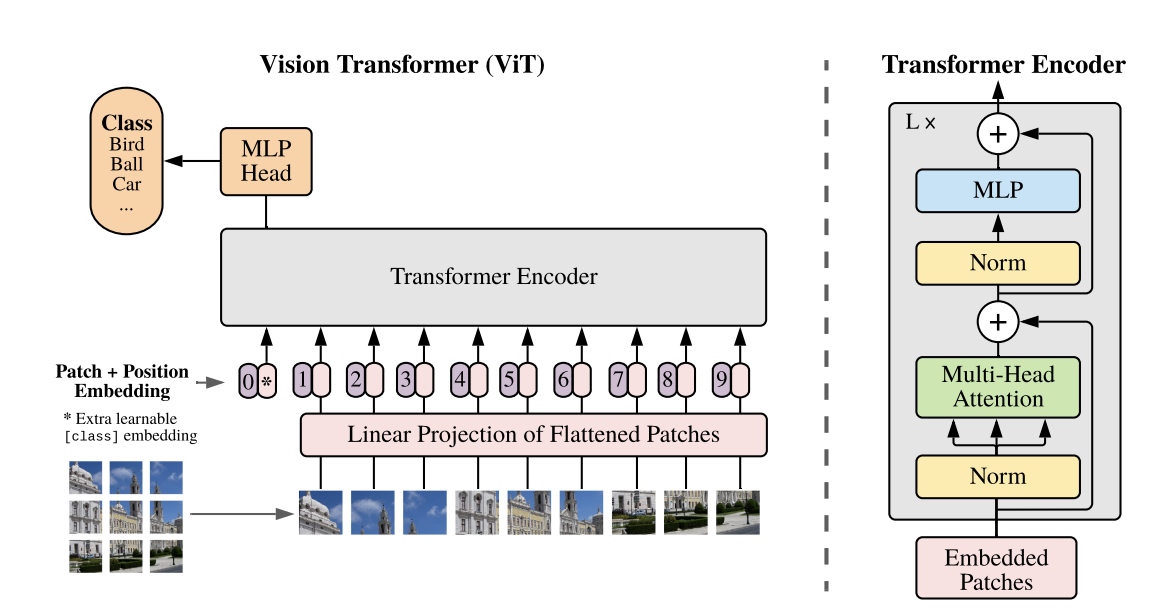 Vision Transformer (ViT)
Class
Bird
Ball
Car
...
MLP
Head
Transformer Encoder
Patch + Position
Embedding
0 * 1 2 3 4 5 6 7 8 9
* Extra learnable
[class] embedding
Linear Projection of Flattened Patches
Transformer Encoder
L ×
+
MLP
Norm
+
Multi-Head
Attention
Norm
Embedded
Patches